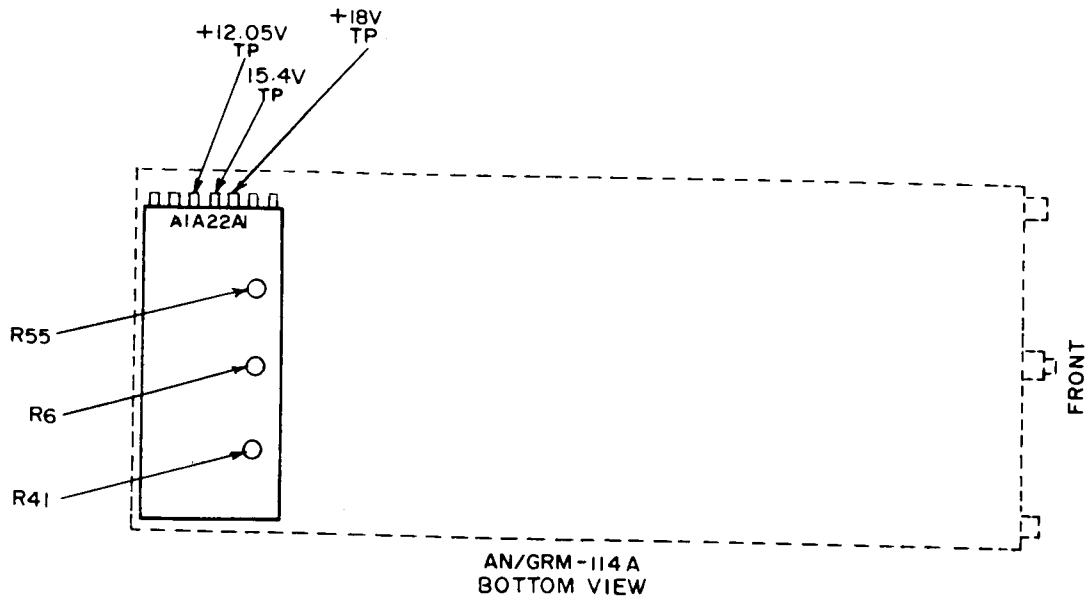 +12.05V
TP
15.4V
TP
+18V
TP
A1A22A1
R55
R6
R41
FRONT
AN/GRM-114A
BOTTOM VIEW